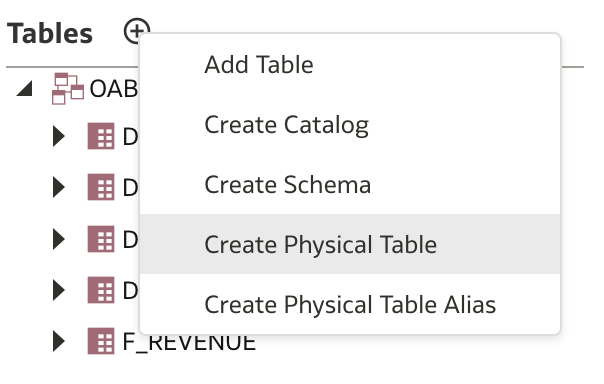 Tables
Add Table
OAB
Create Catalog
D
Create Schema
D
Create Physical Table
D
D
Create Physical Table Alias
F_REVENUE